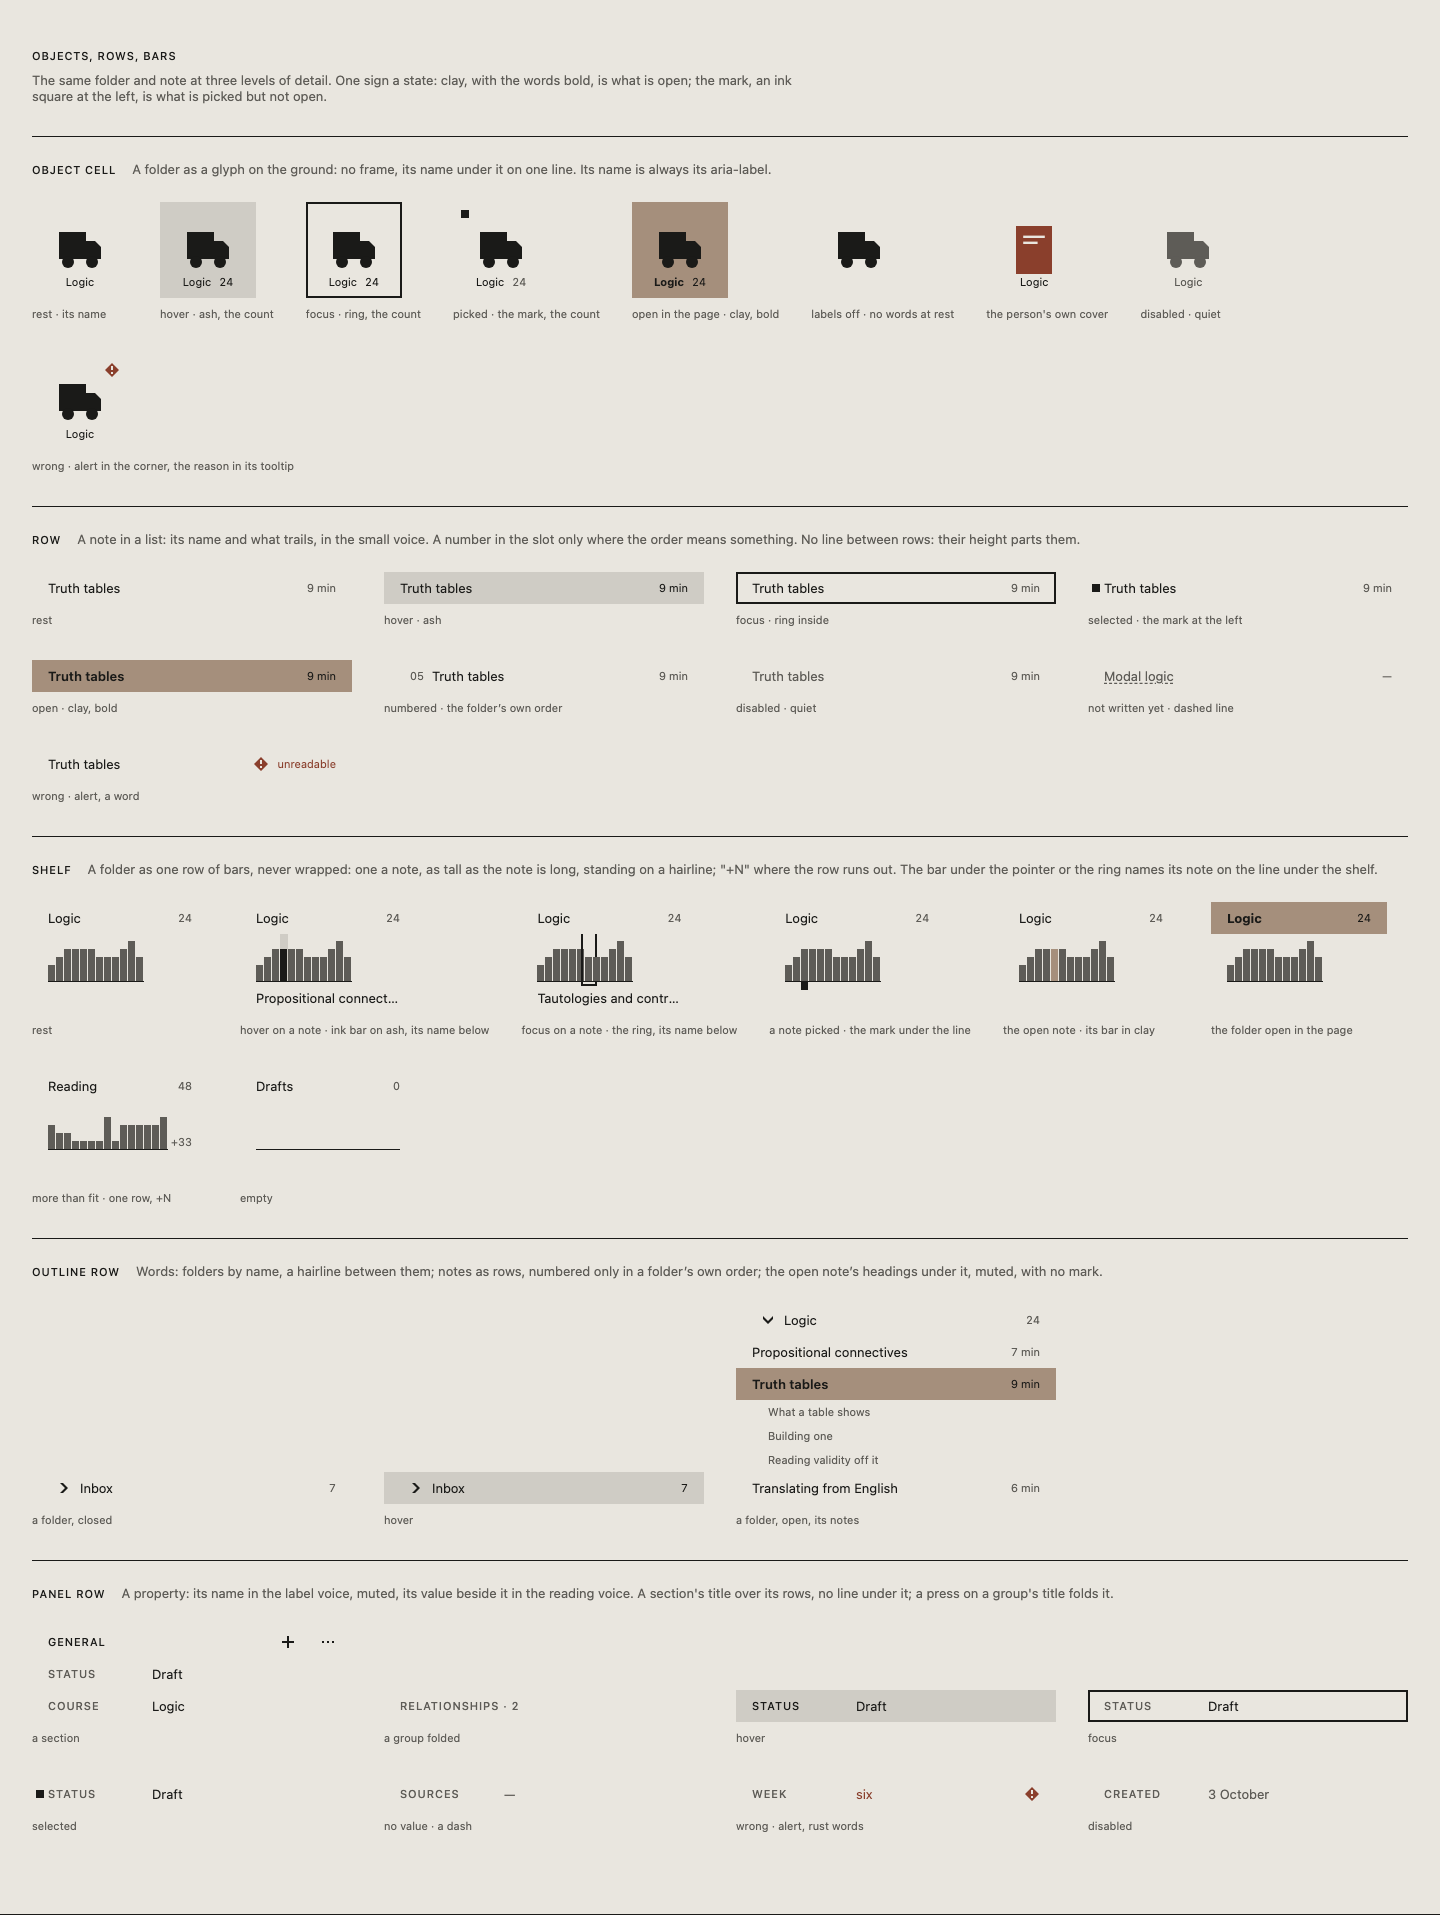 OBJECTS, ROWS, BARS
The same folder and note at three levels of detail. One sign a state: clay, with the words bold, is what is open; the mark, an ink
square at the left, is what is picked but not open.
OBJECT CELL A folder as a glyph on the ground: no frame, its name under it on one line. Its name is always its aria-label.
Logic Logic 24 Logic 24 Logic 24 Logic 24 Logic Logic
rest · its name hover · ash, the count focus · ring, the count picked · the mark, the count open in the page · clay, bold labels off · no words at rest the person's own cover disabled · quiet
Logic
wrong · alert in the corner, the reason in its tooltip
ROW A note in a list: its name and what trails, in the small voice. A number in the slot only where the order means something. No line between rows: their height parts them.
Truth tables 9 min Truth tables 9 min Truth tables 9 min Truth tables 9 min
rest hover · ash focus · ring inside selected · the mark at the left
Truth tables 9 min 05 Truth tables 9 min Truth tables 9 min Modal logic —
open · clay, bold numbered · the folder's own order disabled · quiet not written yet · dashed line
Truth tables unreadable
wrong · alert, a word
SHELF A folder as one row of bars, never wrapped: one a note, as tall as the note is long, standing on a hairline; "+N" where the row runs out. The bar under the pointer or the ring names its note on the line under the shelf.
Logic 24 Logic 24 Logic 24 Logic 24 Logic 24 Logic 24
Propositional connect... Tautologies and contr...
rest hover on a note · ink bar on ash, its name below focus on a note · the ring, its name below a note picked · the mark under the line the open note · its bar in clay the folder open in the page
Reading 48 Drafts 0
+33
more than fit · one row, +N empty
OUTLINE ROW Words: folders by name, a hairline between them; notes as rows, numbered only in a folder’s own order; the open note’s headings under it, muted, with no mark.
Logic 24
Propositional connectives 7 min
Truth tables 9 min
What a table shows
Building one
Reading validity off it
Inbox 7 Inbox 7 Translating from English 6 min
a folder, closed hover a folder, open, its notes
PANEL ROW A property: its name in the label voice, muted, its value beside it in the reading voice. A section's title over its rows, no line under it; a press on a group's title folds it.
GENERAL
STATUS Draft
COURSE Logic RELATIONSHIPS · 2 STATUS Draft STATUS Draft
a section a group folded hover focus
STATUS Draft SOURCES — WEEK six CREATED 3 October
selected no value · a dash wrong · alert, rust words disabled